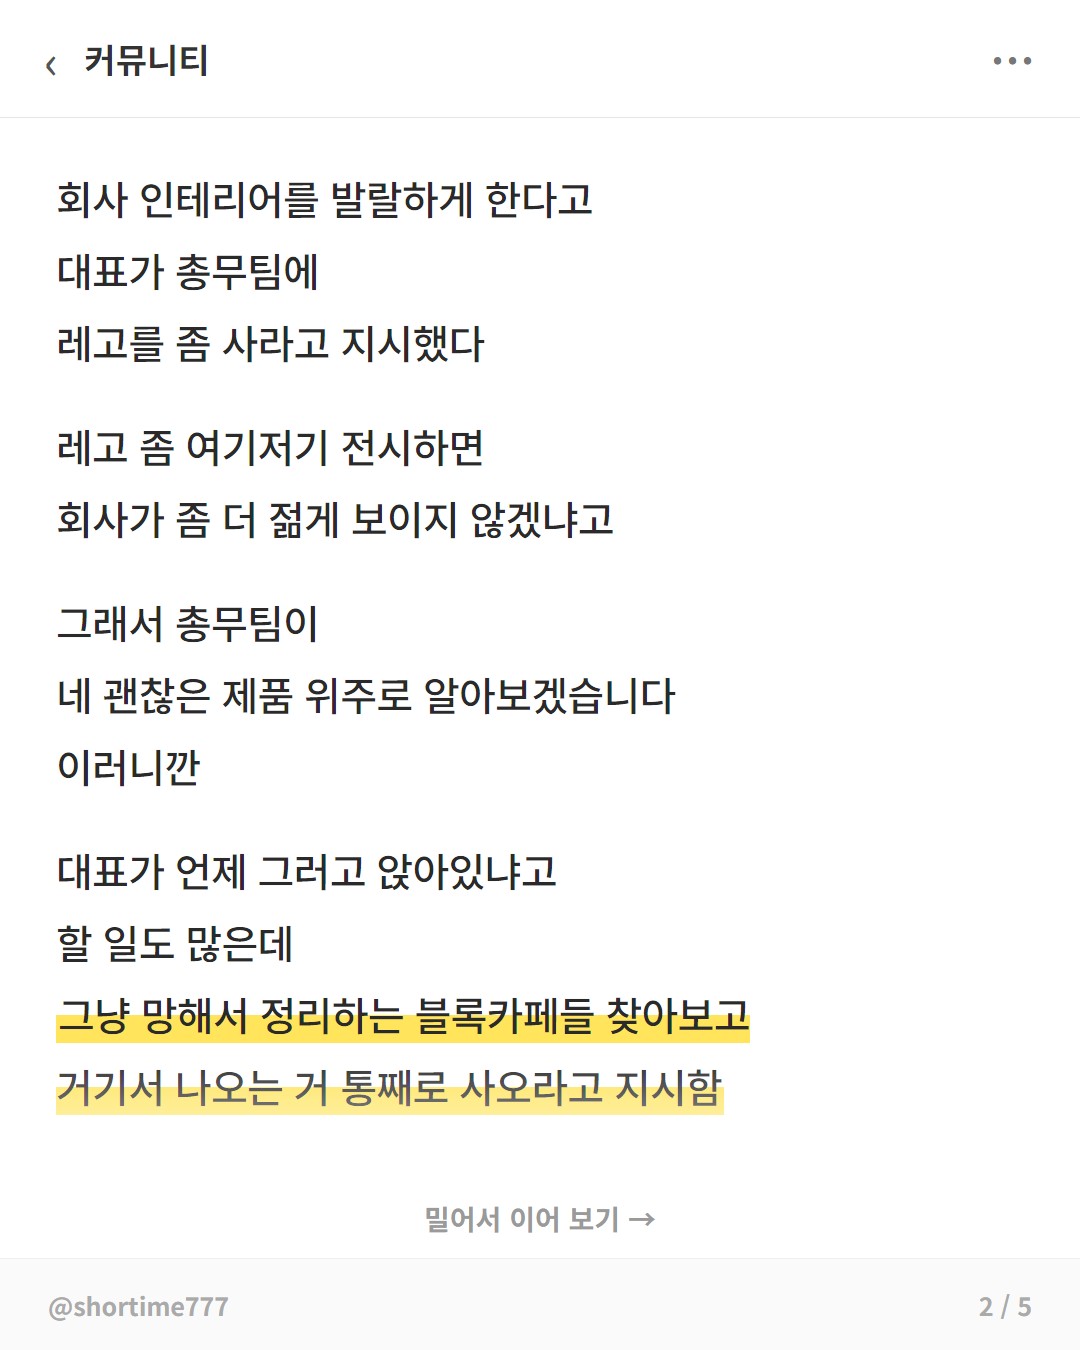 ‹ 커뮤니티 •••
회사 인테리어를 발랄하게 한다고
대표가 총무팀에
레고를 좀 사라고 지시했다
레고 좀 여기저기 전시하면
회사가 좀 더 젊게 보이지 않겠냐고
그래서 총무팀이
네 괜찮은 제품 위주로 알아보겠습니다
이러니깐
대표가 언제 그러고 앉아있냐고
할 일도 많은데
그냥 망해서 정리하는 블록카페들 찾아보고
거기서 나오는 거 통째로 사오라고 지시함
밀어서 이어 보기 →
@shortime777 2 / 5